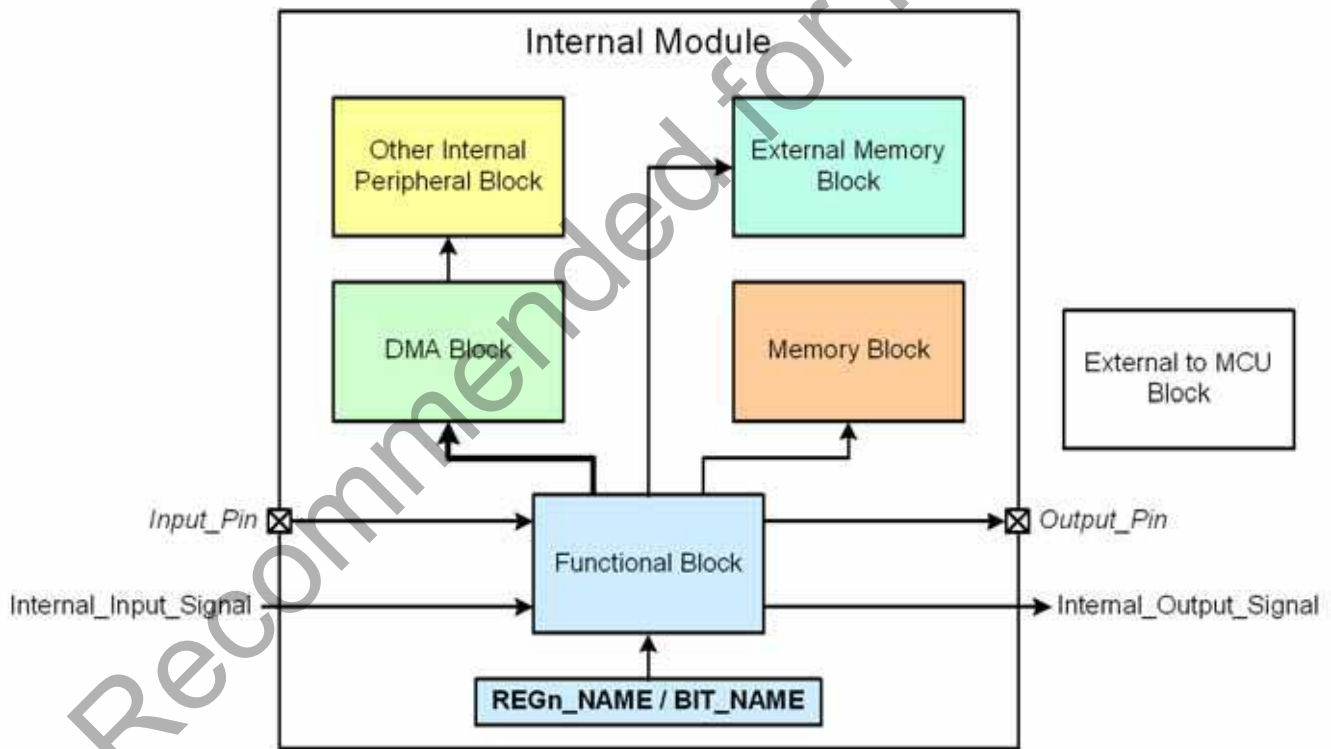 Internal Module
Other Internal
Peripheral Block
External Memory
Block
DMA Block
Memory Block
External to MCU
Block
Input_Pin
Output_Pin
Functional Block
Internal_Input_Signal
Internal_Output_Signal
REGn_NAME / BIT_NAME
Recommended for